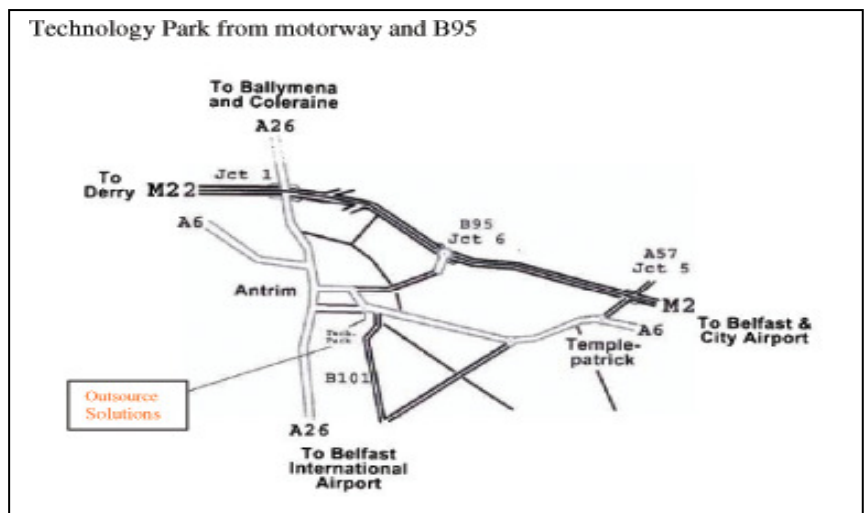 Technology Park from motorway and B95
To Ballymena
and Coleraine
A26
To
Derry
M22
Jct 1
A6
B95
Jct 6
A57
Jct 5
M2
To Belfast &
City Airport
Antrim
A6
Temple-
patrick
Tech.
Park
B101
Outsource
Solutions
A26
To Belfast
International
Airport